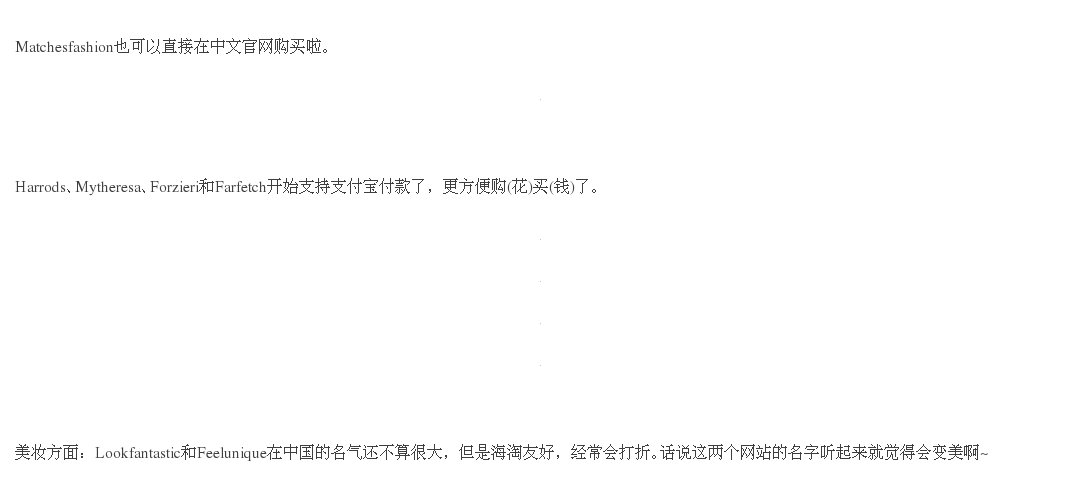 Matchesfashion也可以直接在中文官网购买啦。
Harrods、Mytheresa、Forzieri和Farfetch开始支持支付宝付款了，更方便购(花)买(钱)了。
美妆方面：Lookfantastic和Feelunique在中国的名气还不算很大，但是海淘友好，经常会打折。话说这两个网站的名字听起来就觉得会变美啊~